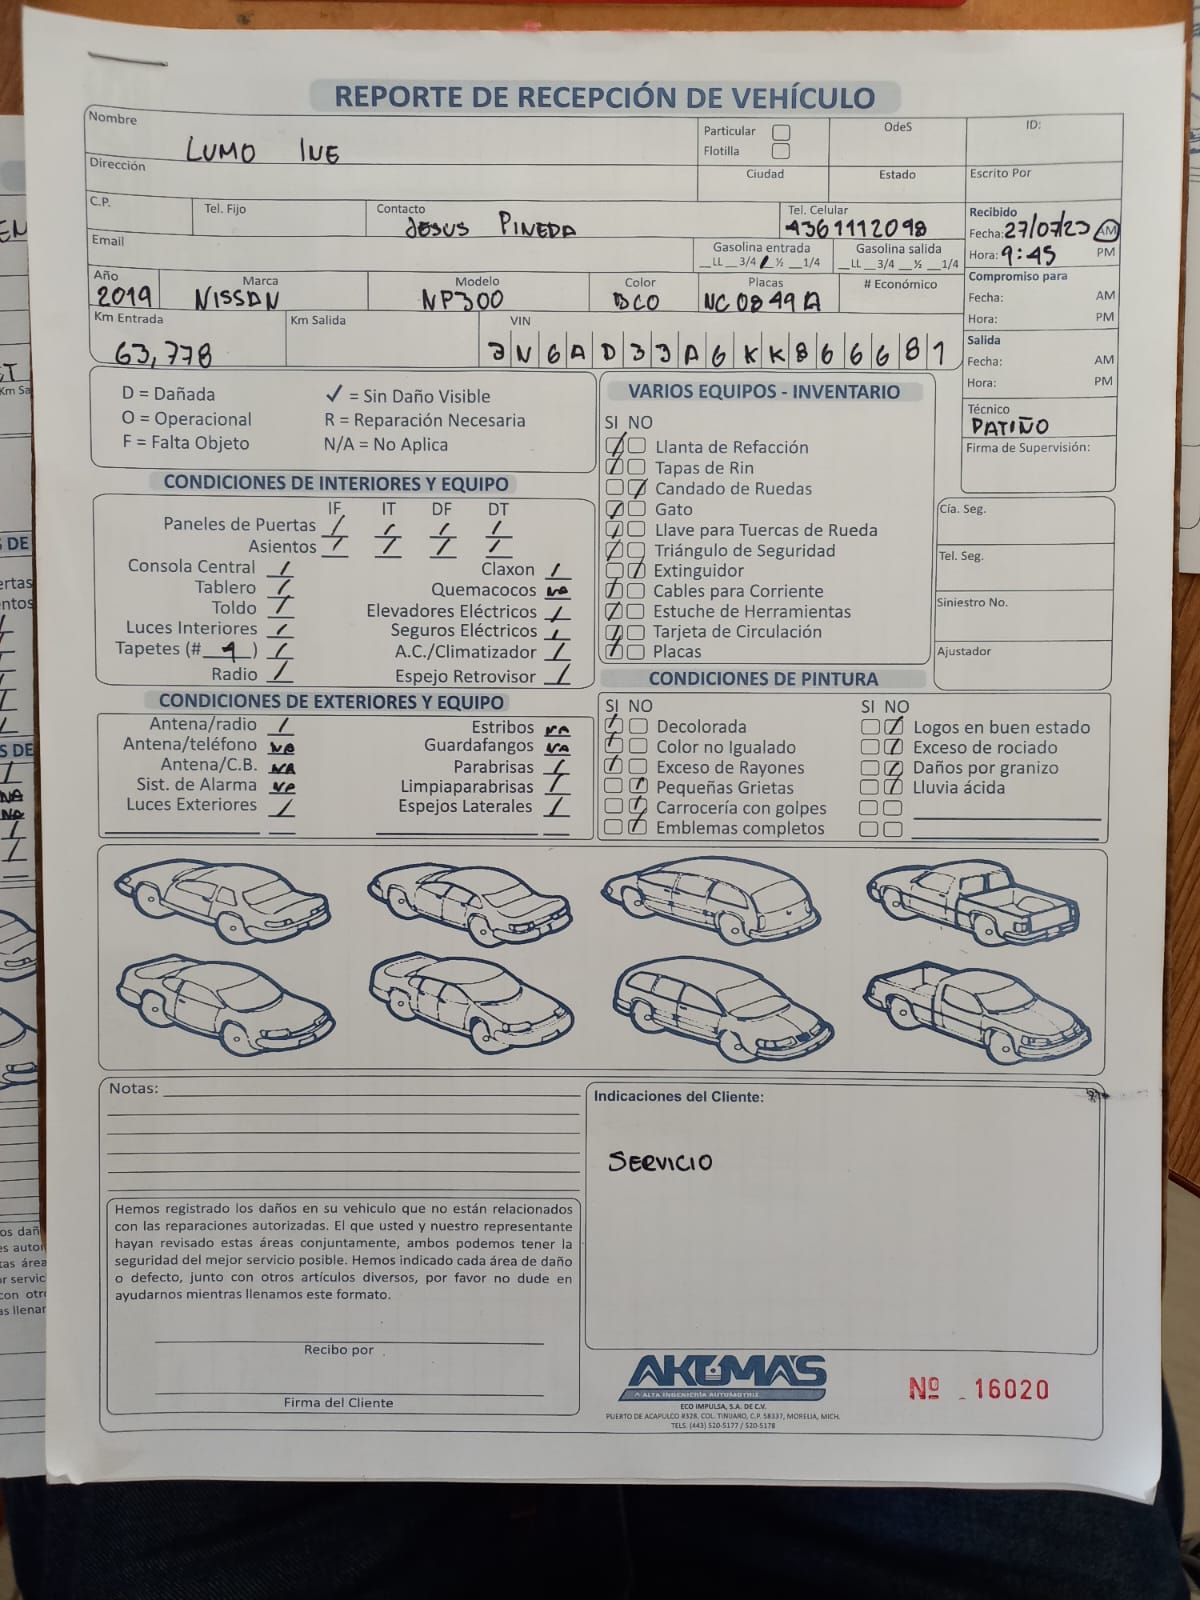 REPORTE DE RECEPCIÓN DE VEHÍCULO
Nombre LUMO INE
Particular
Flotilla
OdeS
ID:
Dirección
Ciudad
Estado
Escrito Por
C.P.
Tel. Fijo
Contacto JESUS PINEDA
Tel. Celular 4361112098
Recibido
Fecha: 27/07/23 AM
Hora: 9:45 PM
Email
Gasolina entrada
__LL __3/4 __½ __1/4
Gasolina salida
__LL __3/4 __½ __1/4
Año 2019
Marca NISSAN
Modelo NP300
Color BCO
Placas NC0849A
# Económico
Compromiso para
Fecha: AM
Hora: PM
Km Entrada 63,778
Km Salida
VIN 3N6AD33A6KK866681
Salida
Fecha: AM
Hora: PM
Técnico
PATIÑO
Firma de Supervisión:
D = Dañada ✓ = Sin Daño Visible
O = Operacional R = Reparación Necesaria
F = Falta Objeto N/A = No Aplica
VARIOS EQUIPOS - INVENTARIO
SI NO
Llanta de Refacción
Tapas de Rin
Candado de Ruedas
Gato
Llave para Tuercas de Rueda
Triángulo de Seguridad
Extinguidor
Cables para Corriente
Estuche de Herramientas
Tarjeta de Circulación
Placas
Cía. Seg.
Tel. Seg.
Siniestro No.
Ajustador
CONDICIONES DE INTERIORES Y EQUIPO
IF IT DF DT
Paneles de Puertas / / / /
Asientos / / / /
Consola Central / Claxon /
Tablero / Quemacocos NA
Toldo / Elevadores Eléctricos /
Luces Interiores / Seguros Eléctricos /
Tapetes (# 4 ) / A.C./Climatizador /
Radio / Espejo Retrovisor /
CONDICIONES DE EXTERIORES Y EQUIPO
Antena/radio / Estribos NA
Antena/teléfono NA Guardafangos NA
Antena/C.B. NA Parabrisas /
Sist. de Alarma NA Limpiaparabrisas /
Luces Exteriores / Espejos Laterales /
CONDICIONES DE PINTURA
SI NO SI NO
Decolorada Logos en buen estado
Color no Igualado Exceso de rociado
Exceso de Rayones Daños por granizo
Pequeñas Grietas Lluvia ácida
Carrocería con golpes
Emblemas completos
Notas:
Indicaciones del Cliente:
SERVICIO
Hemos registrado los daños en su vehiculo que no están relacionados
con las reparaciones autorizadas. El que usted y nuestro representante
hayan revisado estas áreas conjuntamente, ambos podemos tener la
seguridad del mejor servicio posible. Hemos indicado cada área de daño
o defecto, junto con otros artículos diversos, por favor no dude en
ayudarnos mientras llenamos este formato.
Recibo por
Firma del Cliente
AKTMA'S
ALTA INGENIERÍA AUTOMOTRIZ
ECO IMPULSA, S.A. DE C.V.
PUERTO DE ACAPULCO #328, COL. TINIJARO, C.P. 58337, MORELIA, MICH.
TELS. (443) 520-5177 / 520-5178
Nº 16020